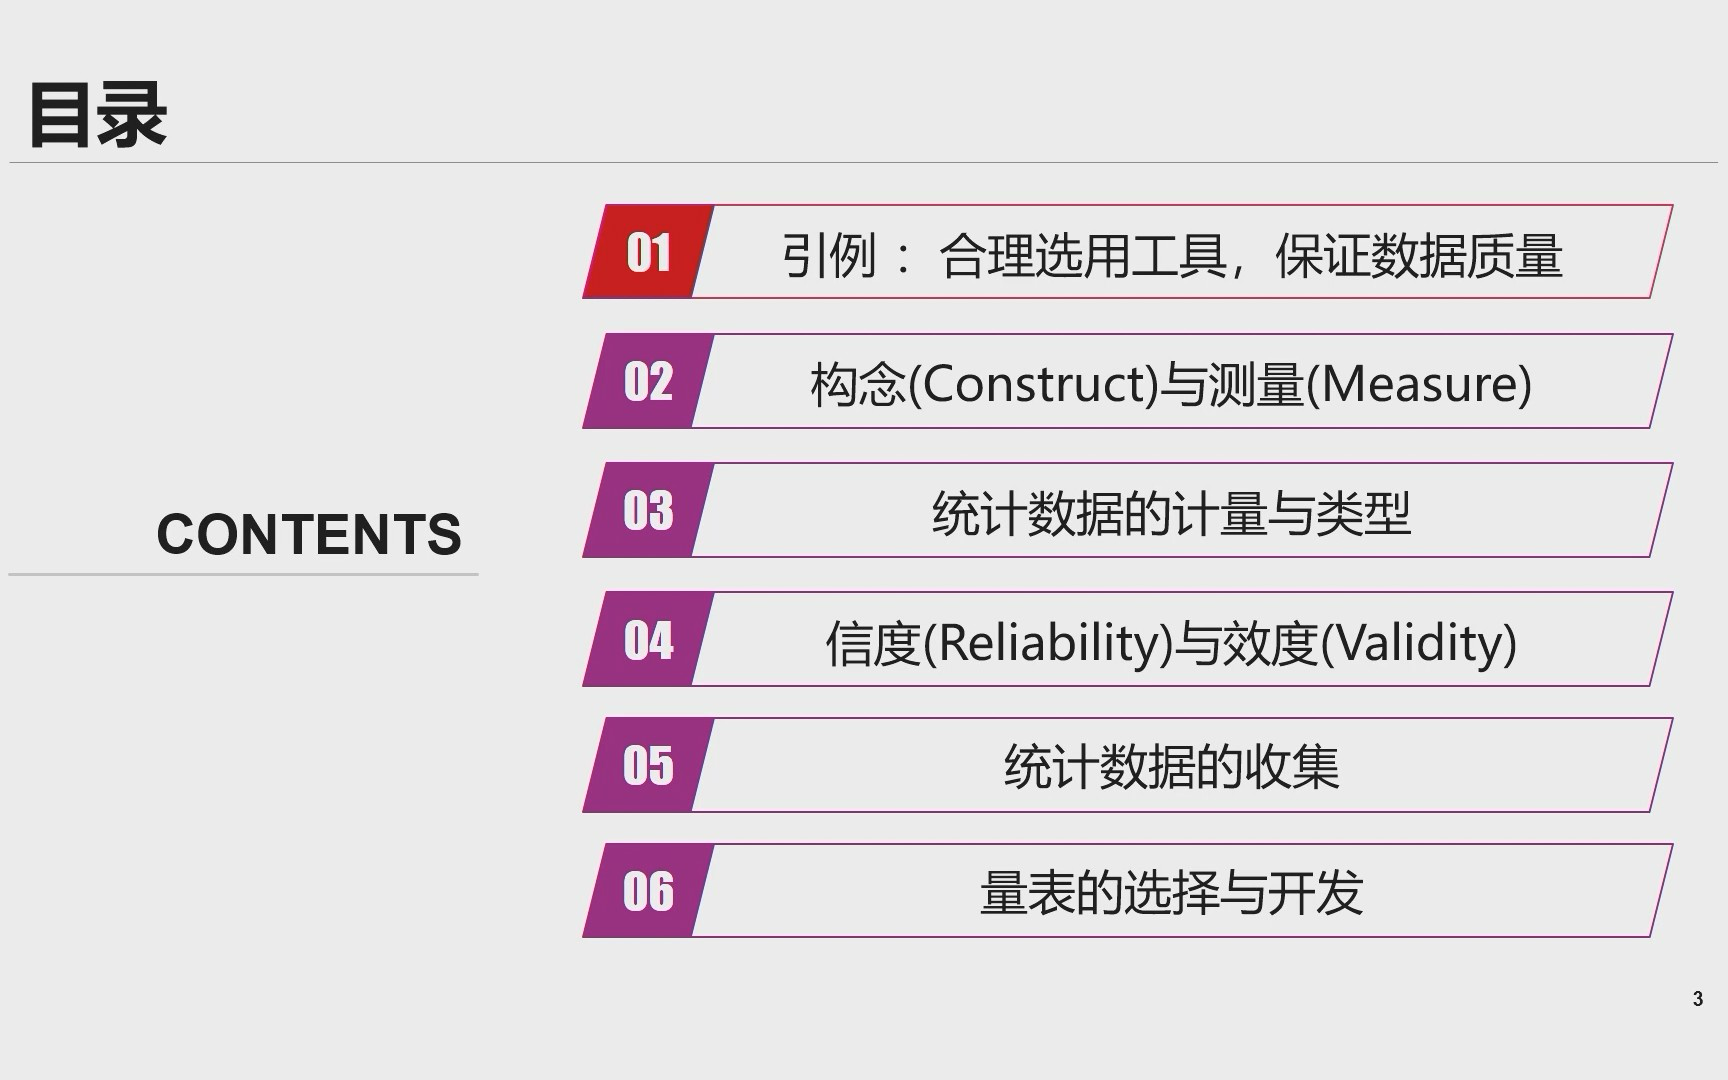 目录
CONTENTS
01 引例：合理选用工具，保证数据质量
02 构念(Construct)与测量(Measure)
03 统计数据的计量与类型
04 信度(Reliability)与效度(Validity)
05 统计数据的收集
06 量表的选择与开发
3